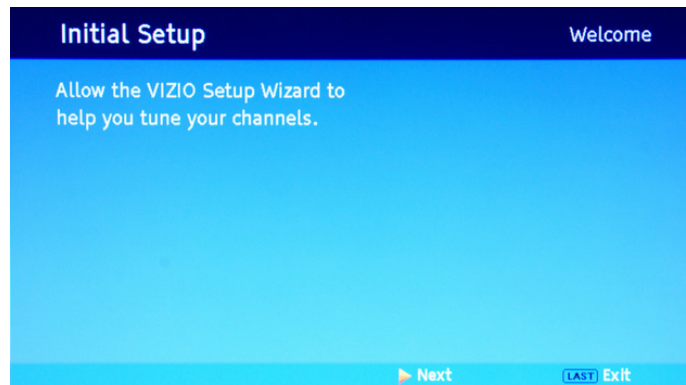 Initial Setup
Welcome
Allow the VIZIO Setup Wizard to
help you tune your channels.
Next
LAST Exit